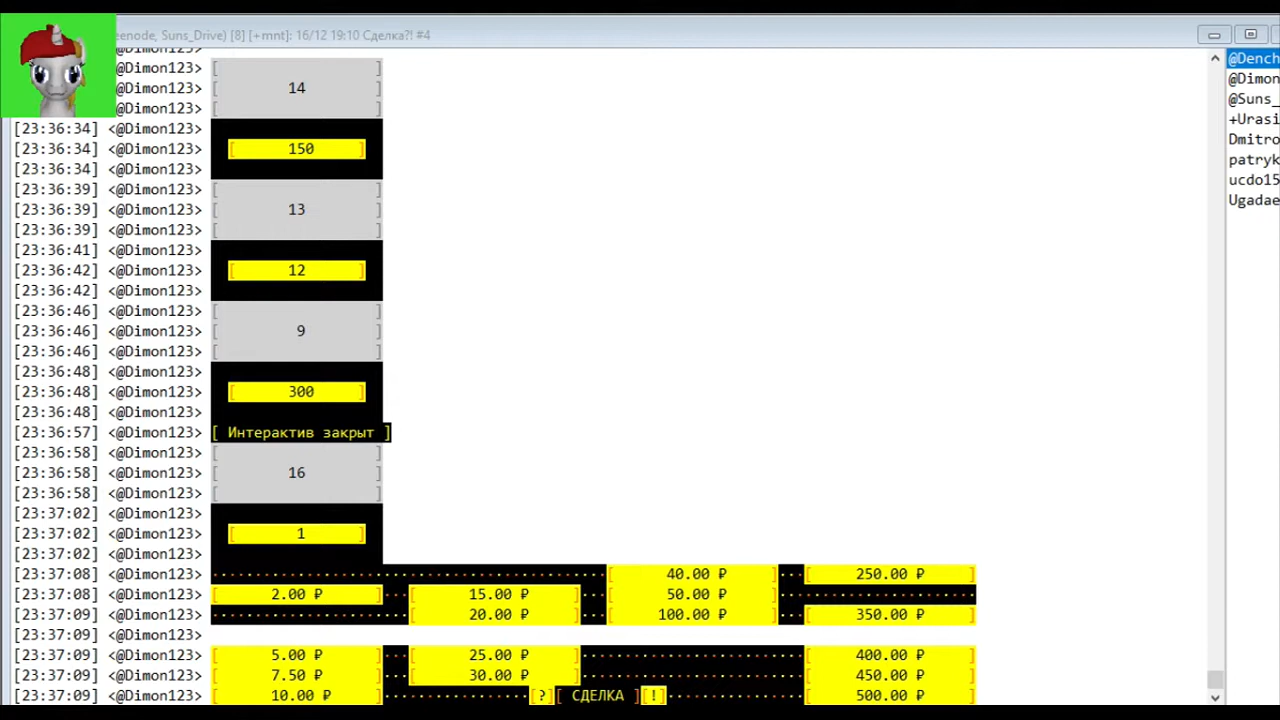 eenode, Suns_Drive) [8] [+mnt]: 16/12 19:10 Сделка?! #4
@Dimon123>
@Dimon123> [ ]
@Dimon123> [ 14 ]
@Dimon123> [ ]
[23:36:34] <@Dimon123>
[23:36:34] <@Dimon123> [ 150 ]
[23:36:34] <@Dimon123>
[23:36:39] <@Dimon123> [ ]
[23:36:39] <@Dimon123> [ 13 ]
[23:36:39] <@Dimon123> [ ]
[23:36:41] <@Dimon123>
[23:36:42] <@Dimon123> [ 12 ]
[23:36:42] <@Dimon123>
[23:36:46] <@Dimon123> [ ]
[23:36:46] <@Dimon123> [ 9 ]
[23:36:46] <@Dimon123> [ ]
[23:36:48] <@Dimon123>
[23:36:48] <@Dimon123> [ 300 ]
[23:36:48] <@Dimon123>
[23:36:57] <@Dimon123> [ Интерактив закрыт ]
[23:36:58] <@Dimon123> [ ]
[23:36:58] <@Dimon123> [ 16 ]
[23:36:58] <@Dimon123> [ ]
[23:37:02] <@Dimon123>
[23:37:02] <@Dimon123> [ 1 ]
[23:37:02] <@Dimon123>
[23:37:08] <@Dimon123> [ 40.00 ₽ ] [ 250.00 ₽ ]
[23:37:08] <@Dimon123> [ 2.00 ₽ ] [ 15.00 ₽ ] [ 50.00 ₽ ]
[23:37:09] <@Dimon123> [ 20.00 ₽ ] [ 100.00 ₽ ] [ 350.00 ₽ ]
[23:37:09] <@Dimon123>
[23:37:09] <@Dimon123> [ 5.00 ₽ ] [ 25.00 ₽ ] [ 400.00 ₽ ]
[23:37:09] <@Dimon123> [ 7.50 ₽ ] [ 30.00 ₽ ] [ 450.00 ₽ ]
[23:37:09] <@Dimon123> [ 10.00 ₽ ] [?] [ СДЕЛКА ] [!] [ 500.00 ₽ ]
@Dench
@Dimon
@Suns_
+Urasi
Dmitro
patryk
ucdo15
Ugadae